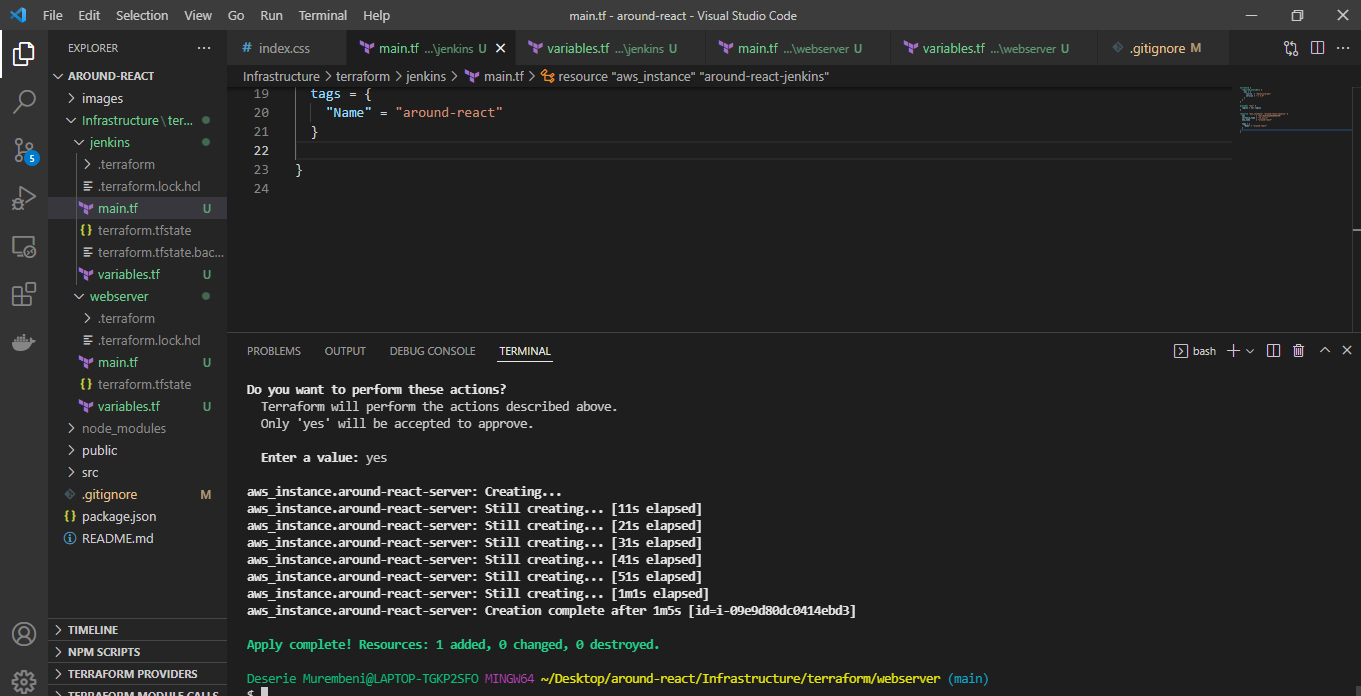 File Edit Selection View Go Run Terminal Help main.tf - around-react - Visual Studio Code
EXPLORER
AROUND-REACT
images
Infrastructure \ ter...
jenkins
.terraform
.terraform.lock.hcl
main.tf U
{} terraform.tfstate
terraform.tfstate.bac...
variables.tf U
webserver
.terraform
.terraform.lock.hcl
main.tf U
{} terraform.tfstate
variables.tf U
node_modules
public
src
.gitignore M
{} package.json
README.md
TIMELINE
NPM SCRIPTS
TERRAFORM PROVIDERS
TERRAFORM MODULE CALLS
5
# index.css
main.tf ...\jenkins U
variables.tf ...\jenkins U
main.tf ...\webserver U
variables.tf ...\webserver U
.gitignore M
Infrastructure > terraform > jenkins > main.tf > resource "aws_instance" "around-react-jenkins"
19 tags = {
20 "Name" = "around-react"
21 }
22
23 }
24
PROBLEMS OUTPUT DEBUG CONSOLE TERMINAL
bash
Do you want to perform these actions?
Terraform will perform the actions described above.
Only 'yes' will be accepted to approve.
Enter a value: yes
aws_instance.around-react-server: Creating...
aws_instance.around-react-server: Still creating... [11s elapsed]
aws_instance.around-react-server: Still creating... [21s elapsed]
aws_instance.around-react-server: Still creating... [31s elapsed]
aws_instance.around-react-server: Still creating... [41s elapsed]
aws_instance.around-react-server: Still creating... [51s elapsed]
aws_instance.around-react-server: Still creating... [1m1s elapsed]
aws_instance.around-react-server: Creation complete after 1m5s [id=i-09e9d80dc0414ebd3]
Apply complete! Resources: 1 added, 0 changed, 0 destroyed.
Deserie Murembeni@LAPTOP-TGKP2SFO MINGW64 ~/Desktop/around-react/Infrastructure/terraform/webserver (main)
$